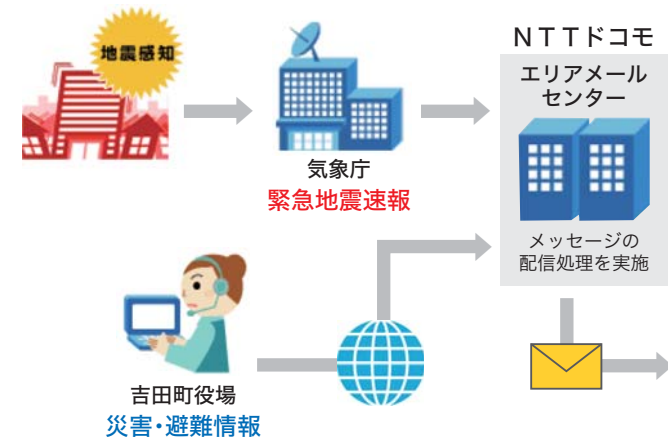 地震感知
気象庁
緊急地震速報
NTTドコモ
エリアメール
センター
メッセージの
配信処理を実施
吉田町役場
災害・避難情報